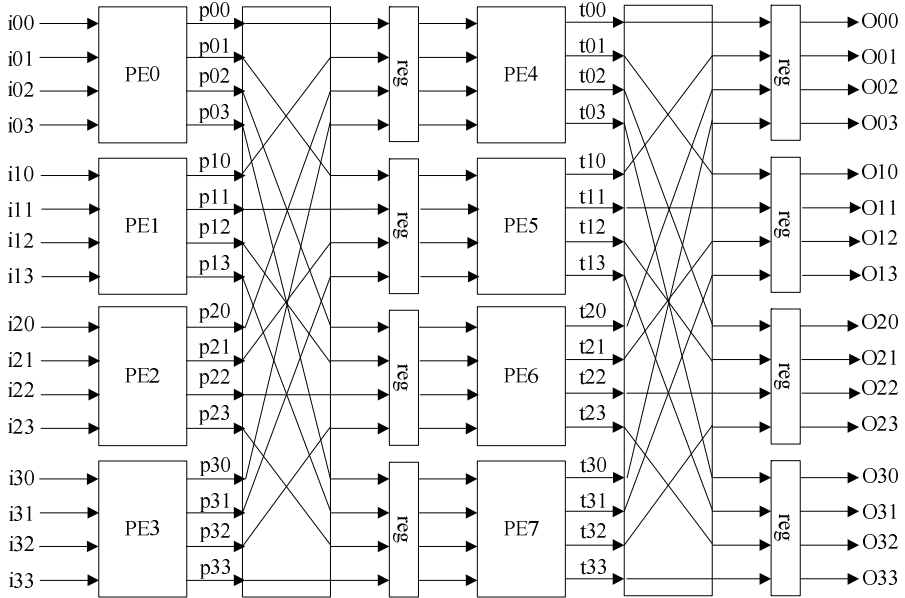 i00 p00 t00 O00
i01 p01 t01 O01
PE0 reg PE4 reg
i02 p02 t02 O02
i03 p03 t03 O03
i10 p10 t10 O10
i11 p11 t11 O11
PE1 reg PE5 reg
i12 p12 t12 O12
i13 p13 t13 O13
i20 p20 t20 O20
i21 p21 t21 O21
PE2 reg PE6 reg
i22 p22 t22 O22
i23 p23 t23 O23
i30 p30 t30 O30
i31 p31 t31 O31
PE3 reg PE7 reg
i32 p32 t32 O32
i33 p33 t33 O33